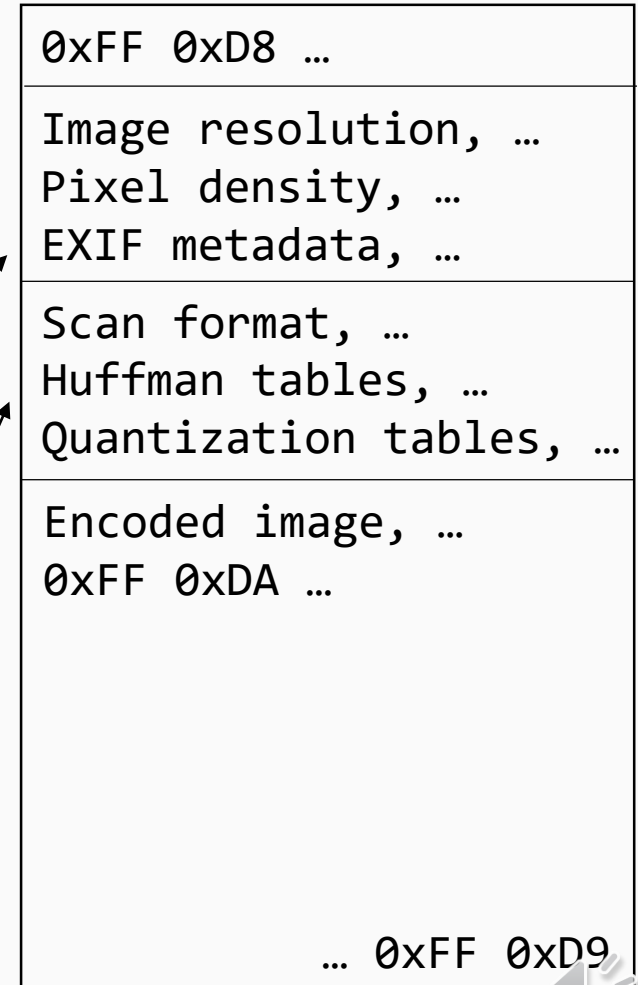 0xFF 0xD8 …
Image resolution, …
Pixel density, …
EXIF metadata, …
Scan format, …
Huffman tables, …
Quantization tables, …
Encoded image, …
0xFF 0xDA …
… 0xFF 0xD9